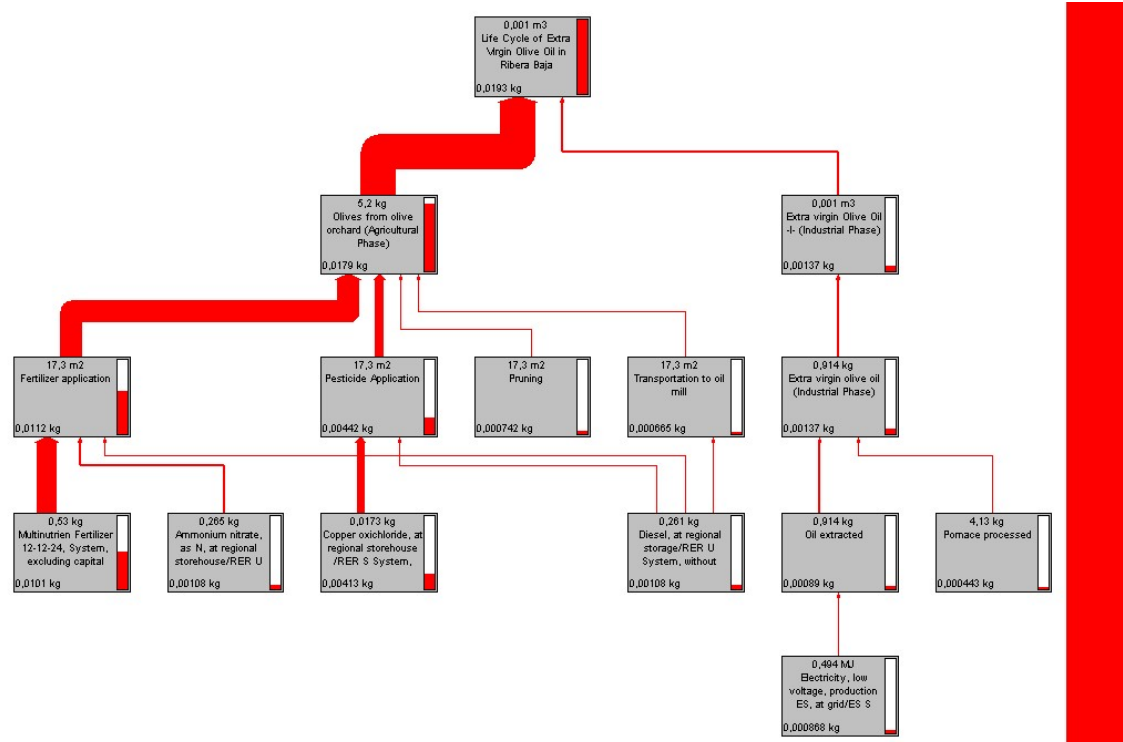 0,001 m3
Life Cycle of Extra
Virgin Olive Oil in
Ribera Baja
0,0193 kg
5,2 kg
Olives from olive
orchard (Agricultural
Phase)
0,0179 kg
0,001 m3
Extra virgin Olive Oil
-I- (Industrial Phase)
0,00137 kg
17,3 m2
Fertilizer application
0,0112 kg
17,3 m2
Pesticide Application
0,00442 kg
17,3 m2
Pruning
0,000742 kg
17,3 m2
Transportation to oil
mill
0,000665 kg
0,914 kg
Extra virgin olive oil
(Industrial Phase)
0,00137 kg
0,53 kg
Multinutrien Fertilizer
12-12-24, System,
excluding capital
0,0101 kg
0,265 kg
Ammonium nitrate,
as N, at regional
storehouse/RER U
0,00108 kg
0,0173 kg
Copper oxichloride, at
regional storehouse
/RER S System,
0,00413 kg
0,261 kg
Diesel, at regional
storage/RER U
System, without
0,00108 kg
0,914 kg
Oil extracted
0,00089 kg
4,13 kg
Pomace processed
0,000443 kg
0,494 MJ
Electricity, low
voltage, production
ES, at grid/ES S
0,000868 kg